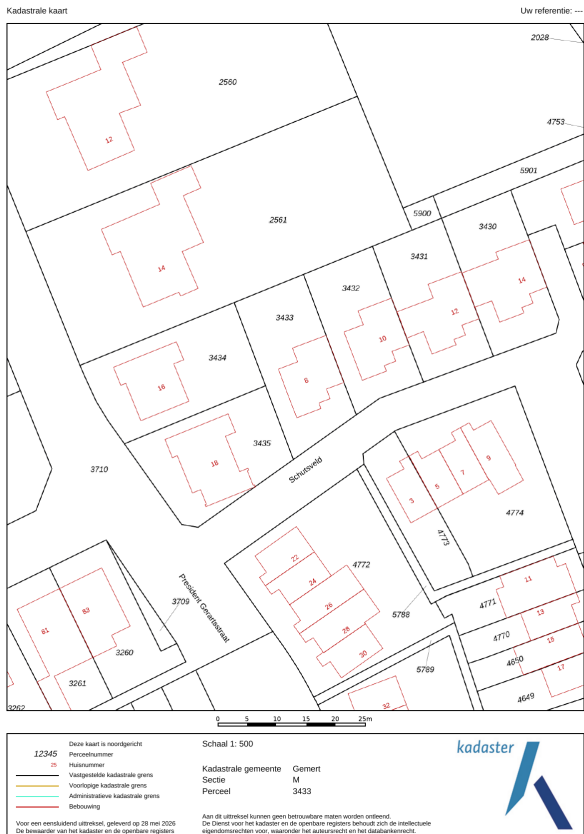 Kadastrale kaart
Uw referentie: ---
2028
2560
12
4753
5901
2561
5900
3430
14
3431
14
3432
3433
12
10
3434
16
8
3435
18
3710
Schutsveld
9
7
5
3
4774
4773
22
4772
24
11
President Gerartsstraat
26
3709
4771
5788
13
28
53
51
4770
15
3260
30
4650
17
5789
3261
4649
3262
32
0 5 10 15 20 25m
Deze kaart is noordgericht
12345 Perceelnummer
25 Huisnummer
Vastgestelde kadastrale grens
Voorlopige kadastrale grens
Administratieve kadastrale grens
Bebouwing
Voor een eensluidend uittreksel, geleverd op 28 mei 2026
De bewaarder van het kadaster en de openbare registers
Schaal 1: 500
Kadastrale gemeente Gemert
Sectie M
Perceel 3433
Aan dit uittreksel kunnen geen betrouwbare maten worden ontleend.
De Dienst voor het kadaster en de openbare registers behoudt zich de intellectuele
eigendomsrechten voor, waaronder het auteursrecht en het databankenrecht.
kadaster